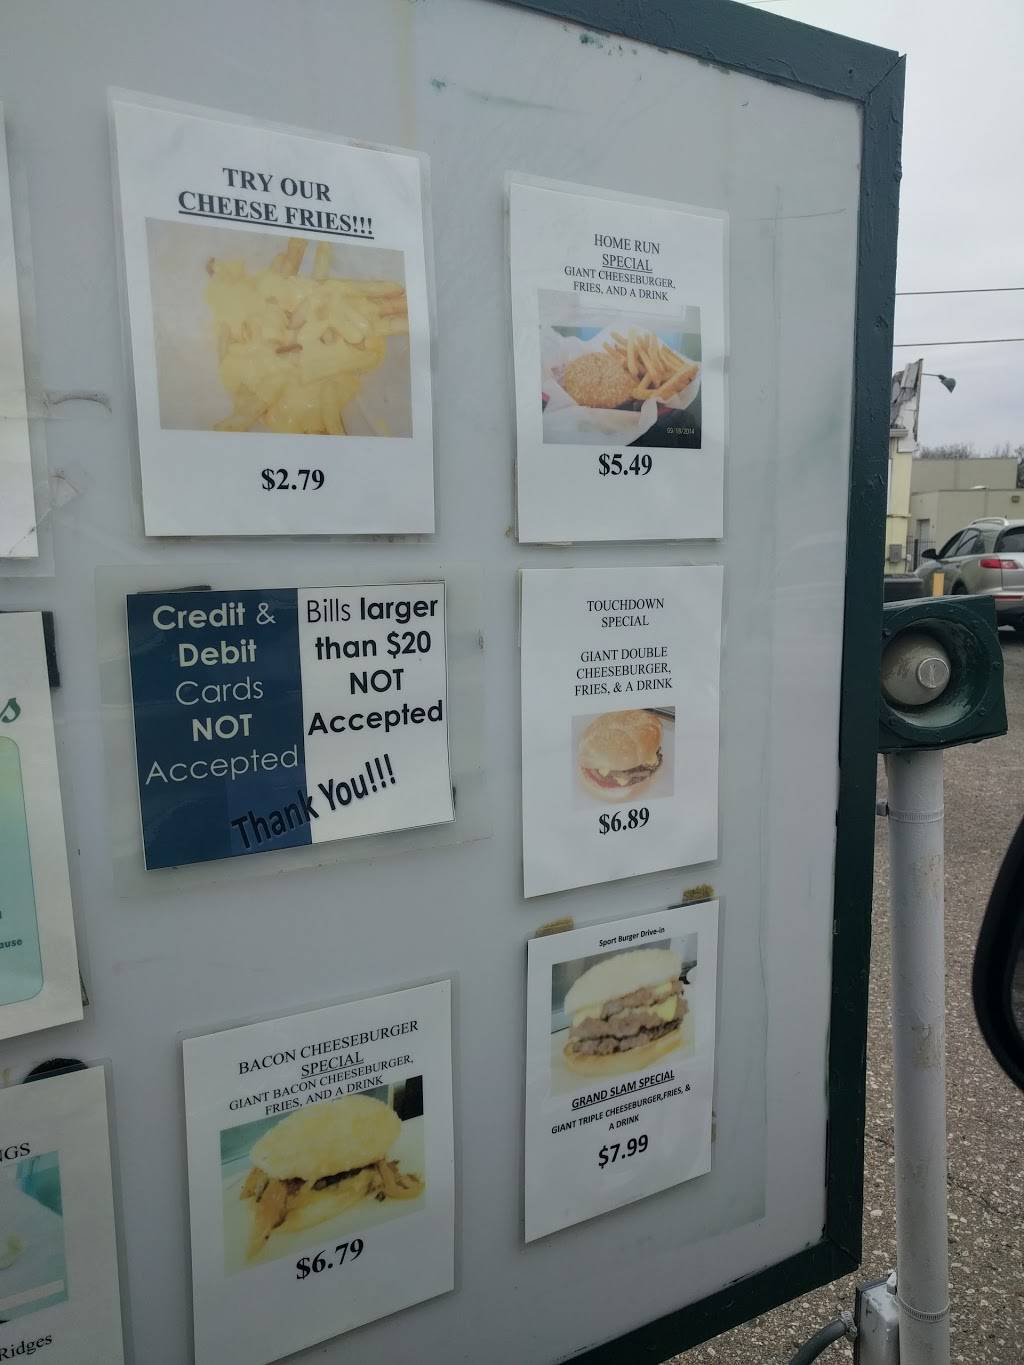 TRY OUR
CHEESE FRIES!!!
$2.79
HOME RUN
SPECIAL
GIANT CHEESEBURGER,
FRIES, AND A DRINK
09/18/2014
$5.49
Credit &
Debit
Cards
NOT
Accepted
Bills larger
than $20
NOT
Accepted
Thank You!!!
TOUCHDOWN
SPECIAL
GIANT DOUBLE
CHEESEBURGER,
FRIES, & A DRINK
$6.89
BACON CHEESEBURGER
SPECIAL
GIANT BACON CHEESEBURGER,
FRIES, AND A DRINK
$6.79
Sport Burger Drive-in
GRAND SLAM SPECIAL
GIANT TRIPLE CHEESEBURGER,FRIES, &
A DRINK
$7.99
Ridges